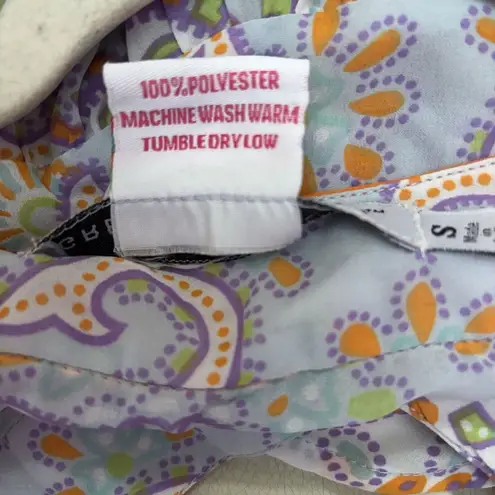 100% POLYESTER
MACHINE WASH WARM
TUMBLE DRY LOW
S